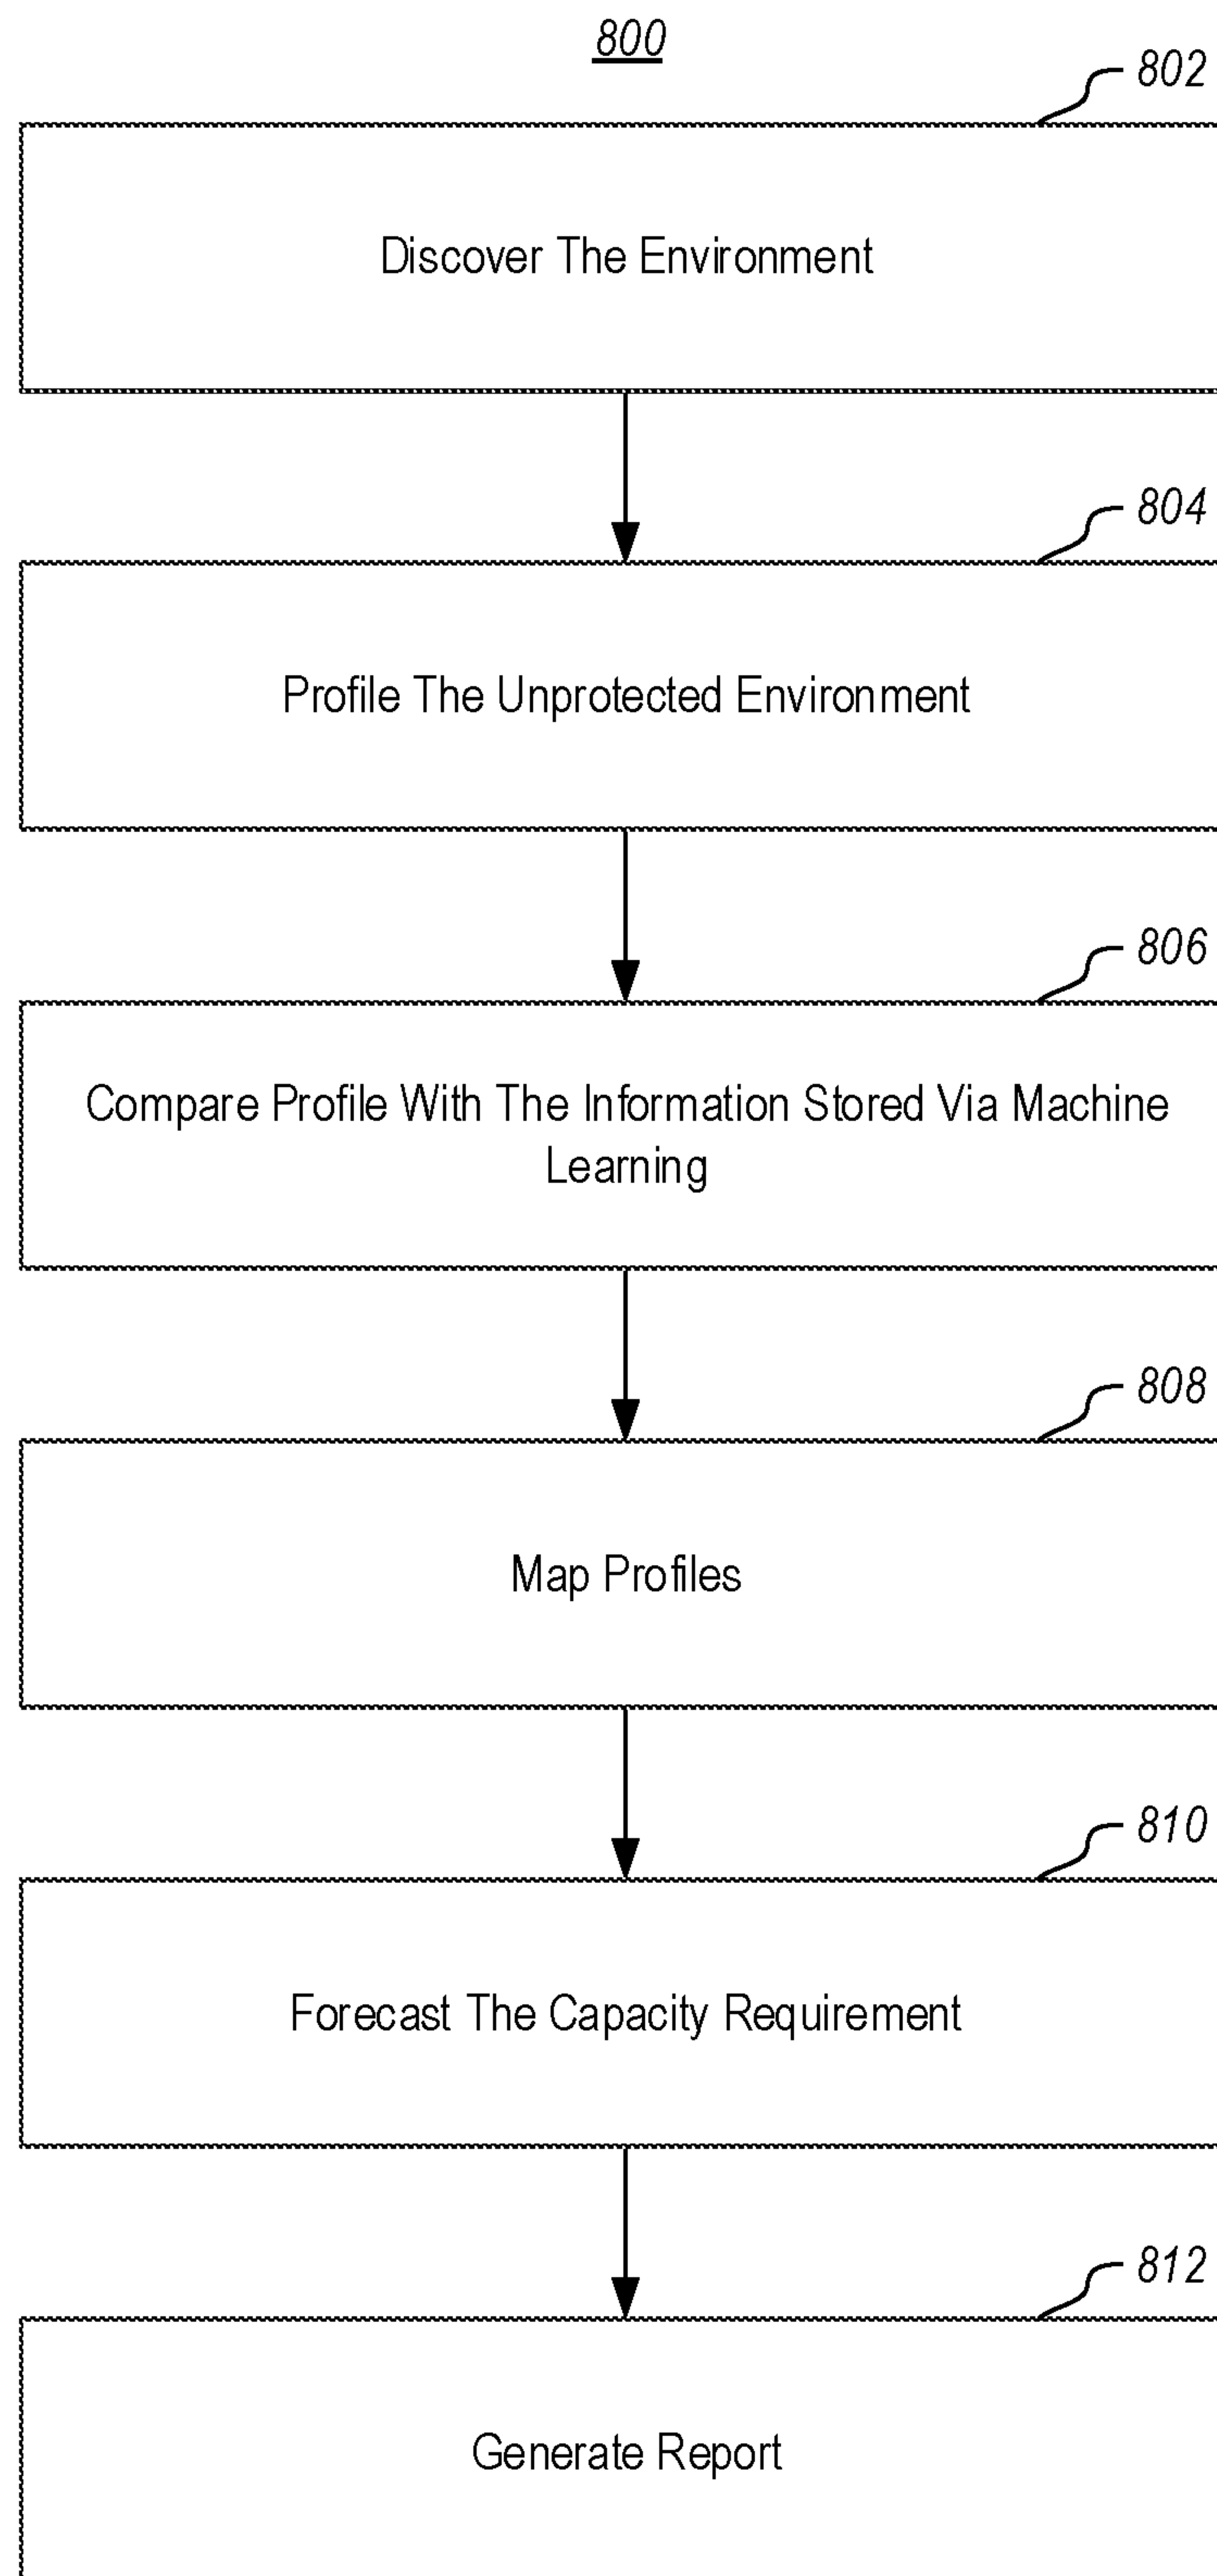 800
802
Discover The Environment
804
Profile The Unprotected Environment
806
Compare Profile With The Information Stored Via Machine
Learning
808
Map Profiles
810
Forecast The Capacity Requirement
812
Generate Report